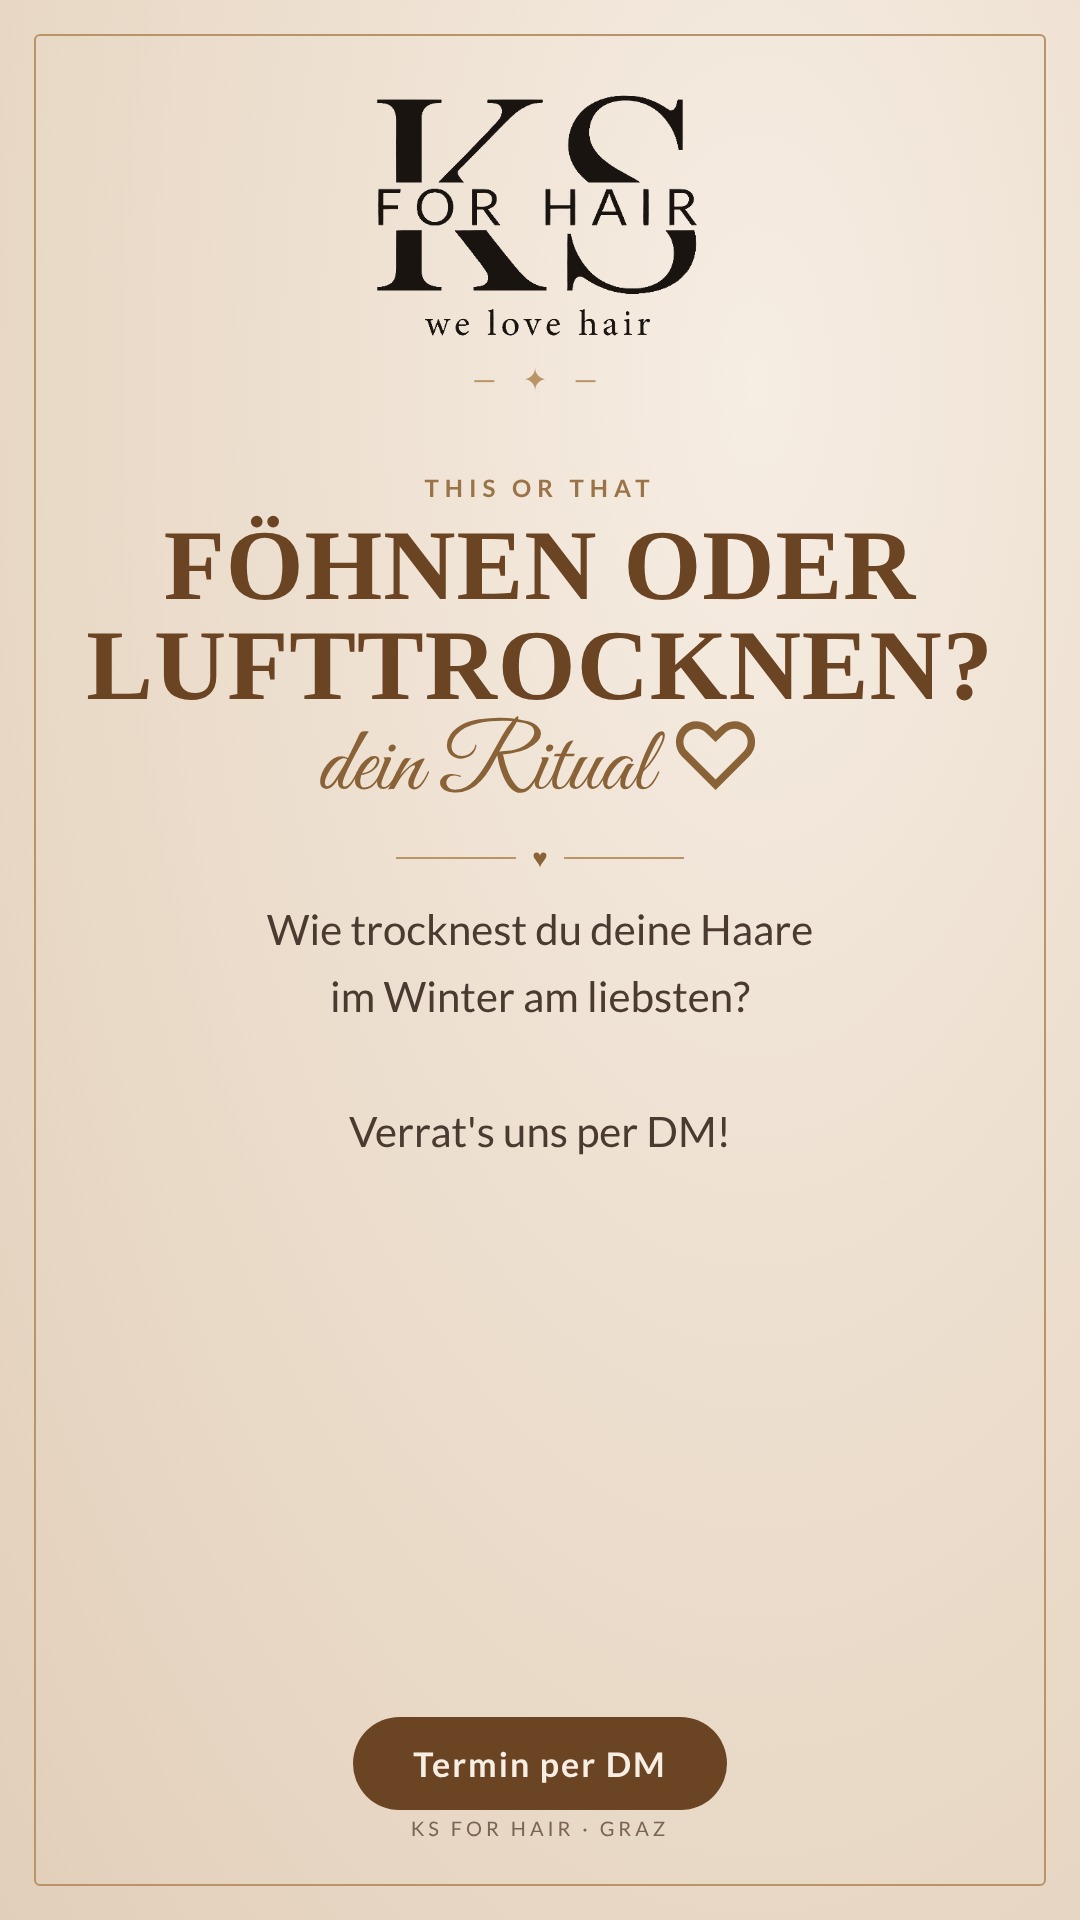 KS
FOR HAIR
we love hair
THIS OR THAT
FÖHNEN ODER
LUFTTROCKNEN?
dein Ritual ♡
Wie trocknest du deine Haare
im Winter am liebsten?
Verrat's uns per DM!
Termin per DM
KS FOR HAIR · GRAZ